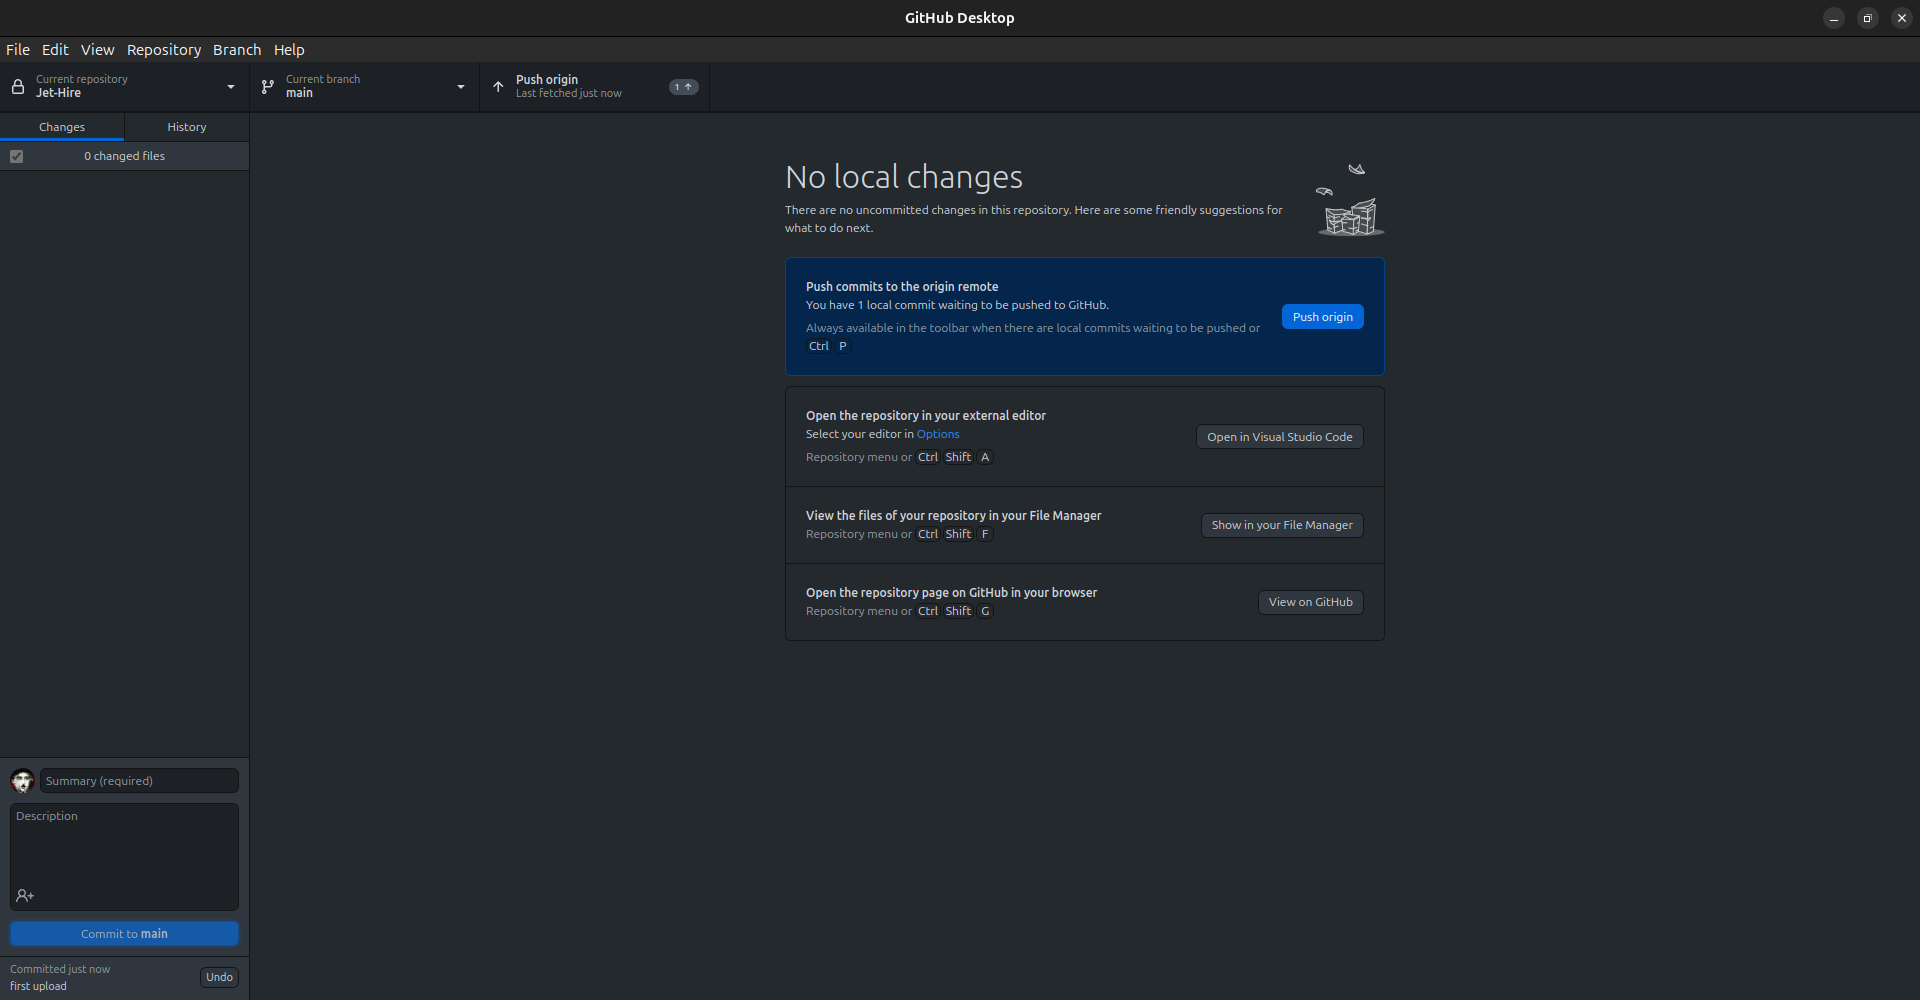 GitHub Desktop
File Edit View Repository Branch Help
Current repository
Jet-Hire
Current branch
main
Push origin
Last fetched just now
1
Changes
History
0 changed files
No local changes
There are no uncommitted changes in this repository. Here are some friendly suggestions for
what to do next.
Push commits to the origin remote
You have 1 local commit waiting to be pushed to GitHub.
Always available in the toolbar when there are local commits waiting to be pushed or
Ctrl P
Push origin
Open the repository in your external editor
Select your editor in Options
Repository menu or Ctrl Shift A
Open in Visual Studio Code
View the files of your repository in your File Manager
Repository menu or Ctrl Shift F
Show in your File Manager
Open the repository page on GitHub in your browser
Repository menu or Ctrl Shift G
View on GitHub
Summary (required)
Description
Commit to main
Committed just now
first upload
Undo